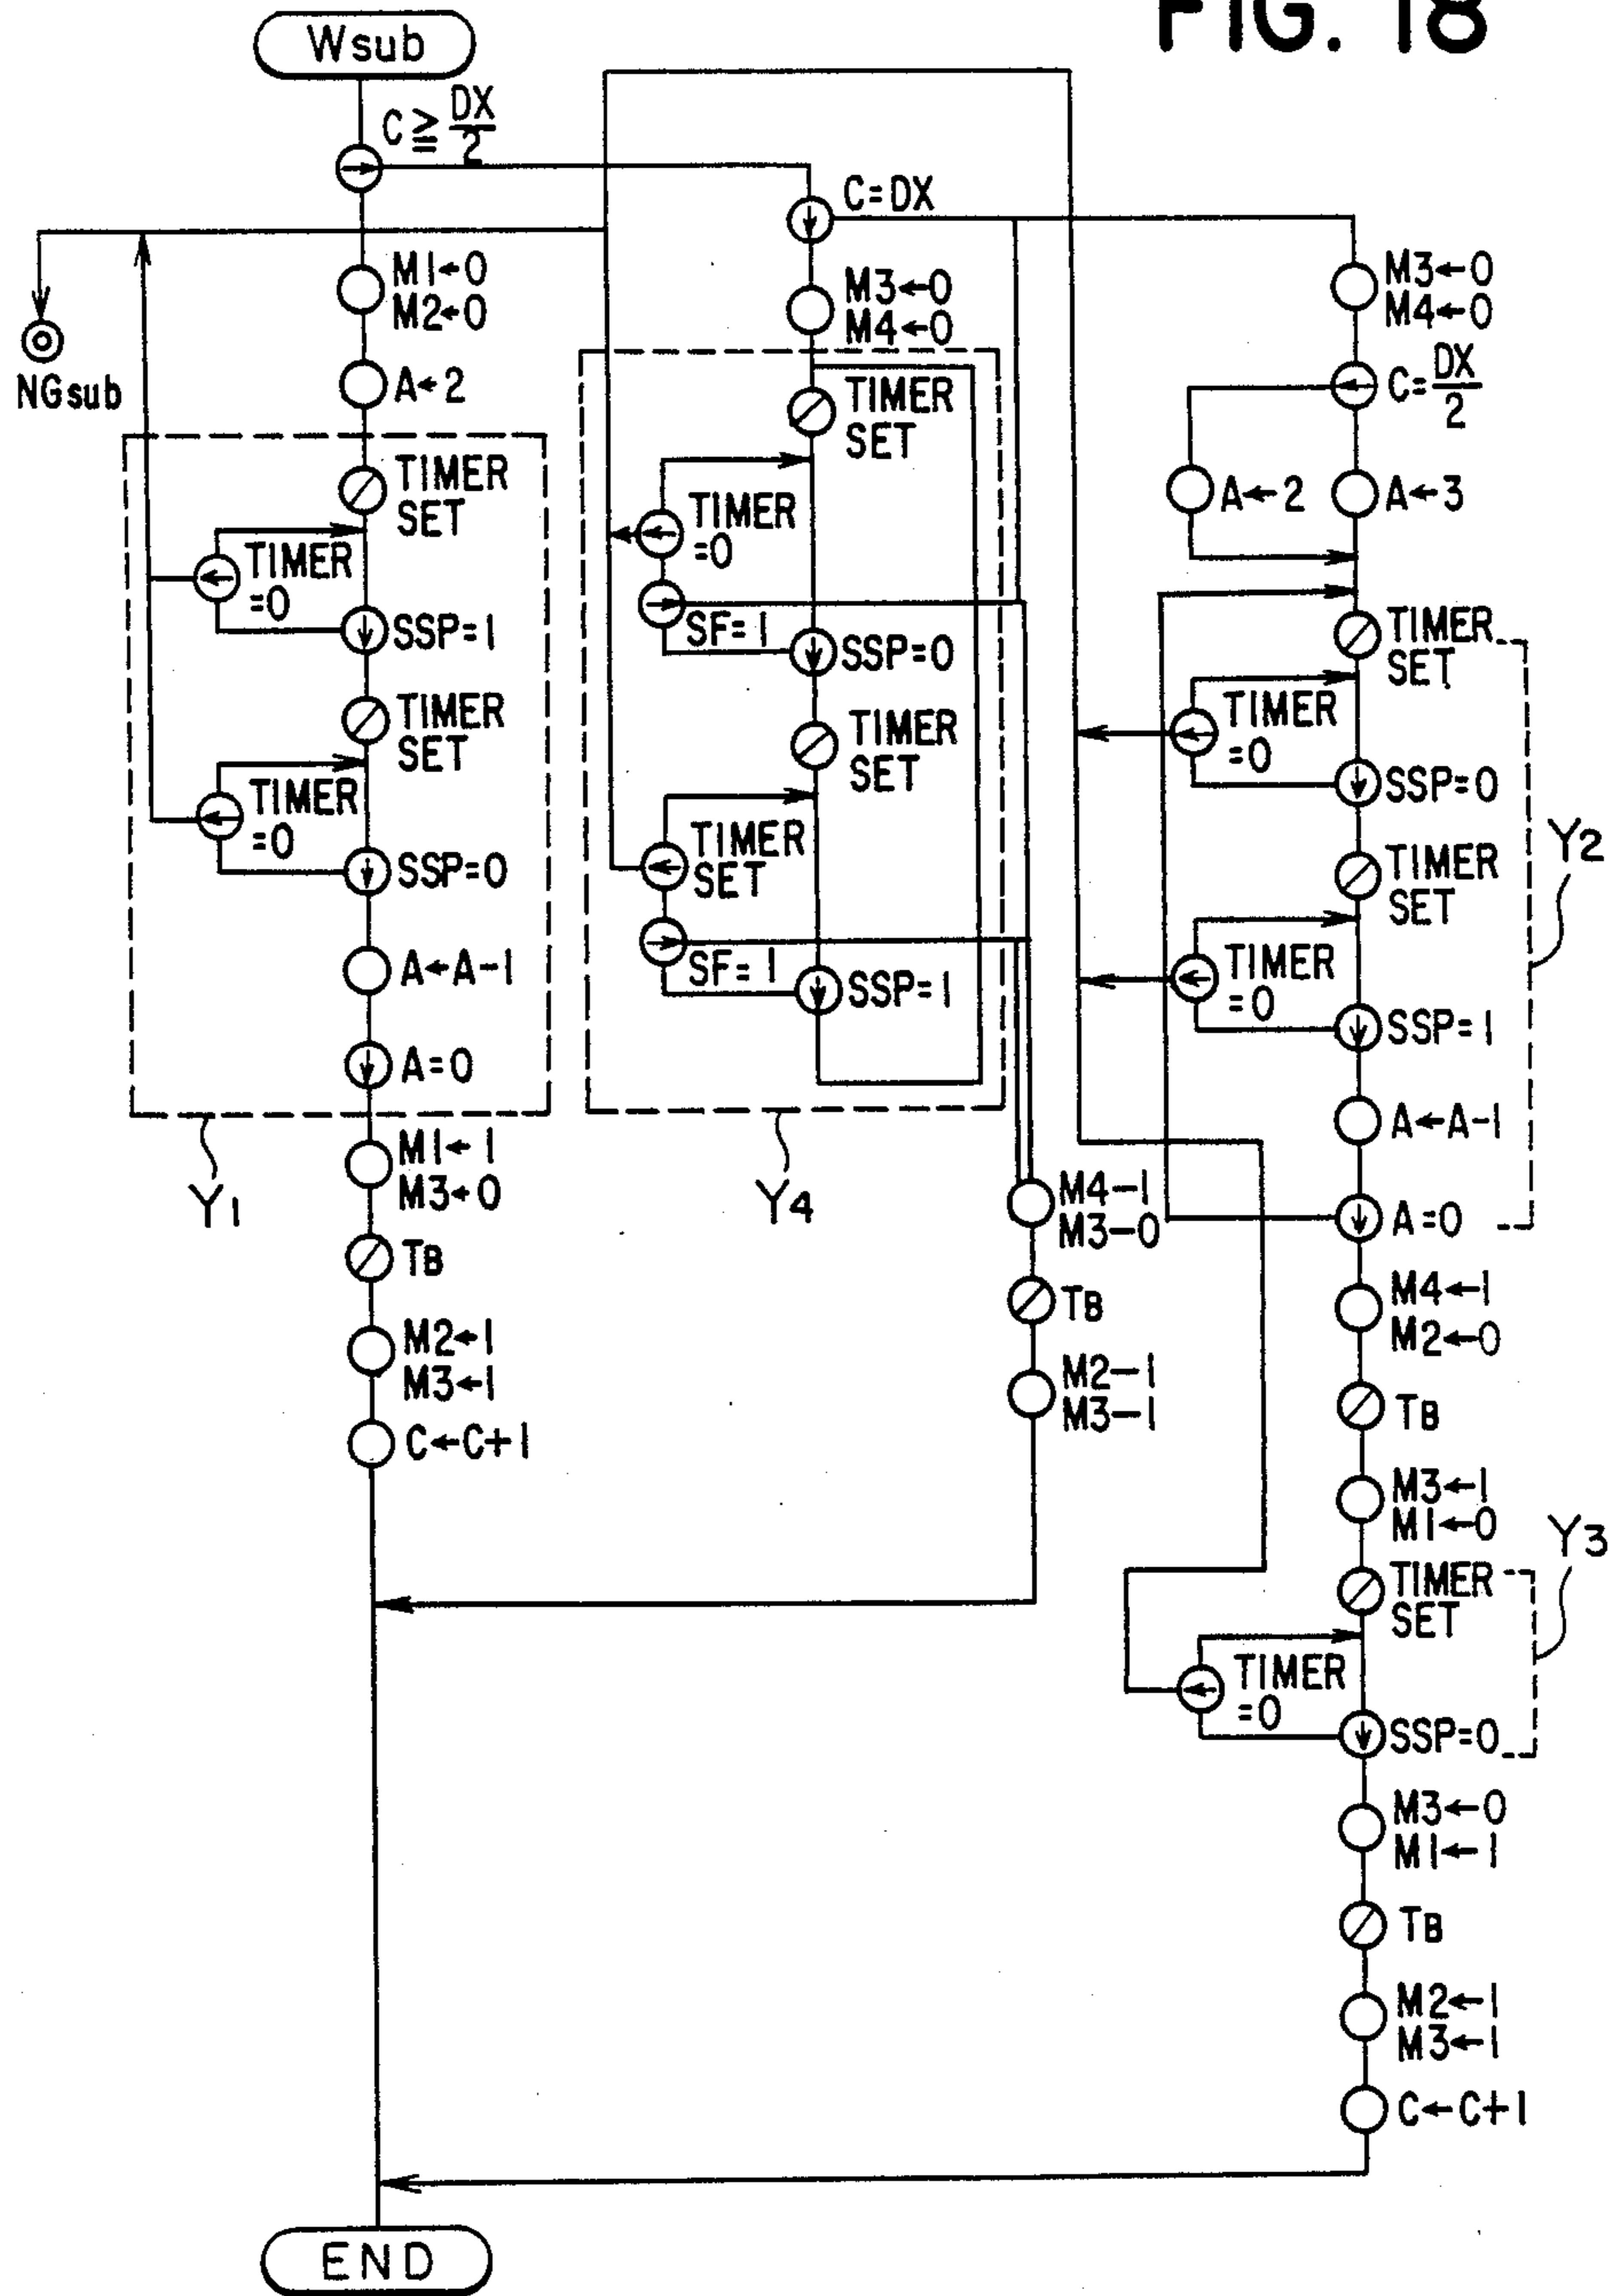 FIG. 18
Wsub
C ≧ DX/2
NGsub
M1←0
M2←0
A←2
TIMER
SET
TIMER
=0
SSP=1
TIMER
SET
TIMER
=0
SSP=0
A←A-1
A=0
Y1
M1←1
M3←0
TB
M2←1
M3←1
C←C+1
C=DX
M3←0
M4←0
TIMER
SET
TIMER
=0
SF=1
SSP=0
TIMER
SET
TIMER
SET
SF=1
SSP=1
Y4
M4-1
M3-0
TB
M2-1
M3-1
M3←0
M4←0
C=DX/2
A←2
A←3
TIMER
SET
TIMER
=0
SSP=0
TIMER
SET
TIMER
=0
SSP=1
A←A-1
A=0
Y2
M4←1
M2←0
TB
M3←1
M1←0
TIMER
SET
TIMER
=0
SSP=0
Y3
M3←0
M1←1
TB
M2←1
M3←1
C←C+1
END